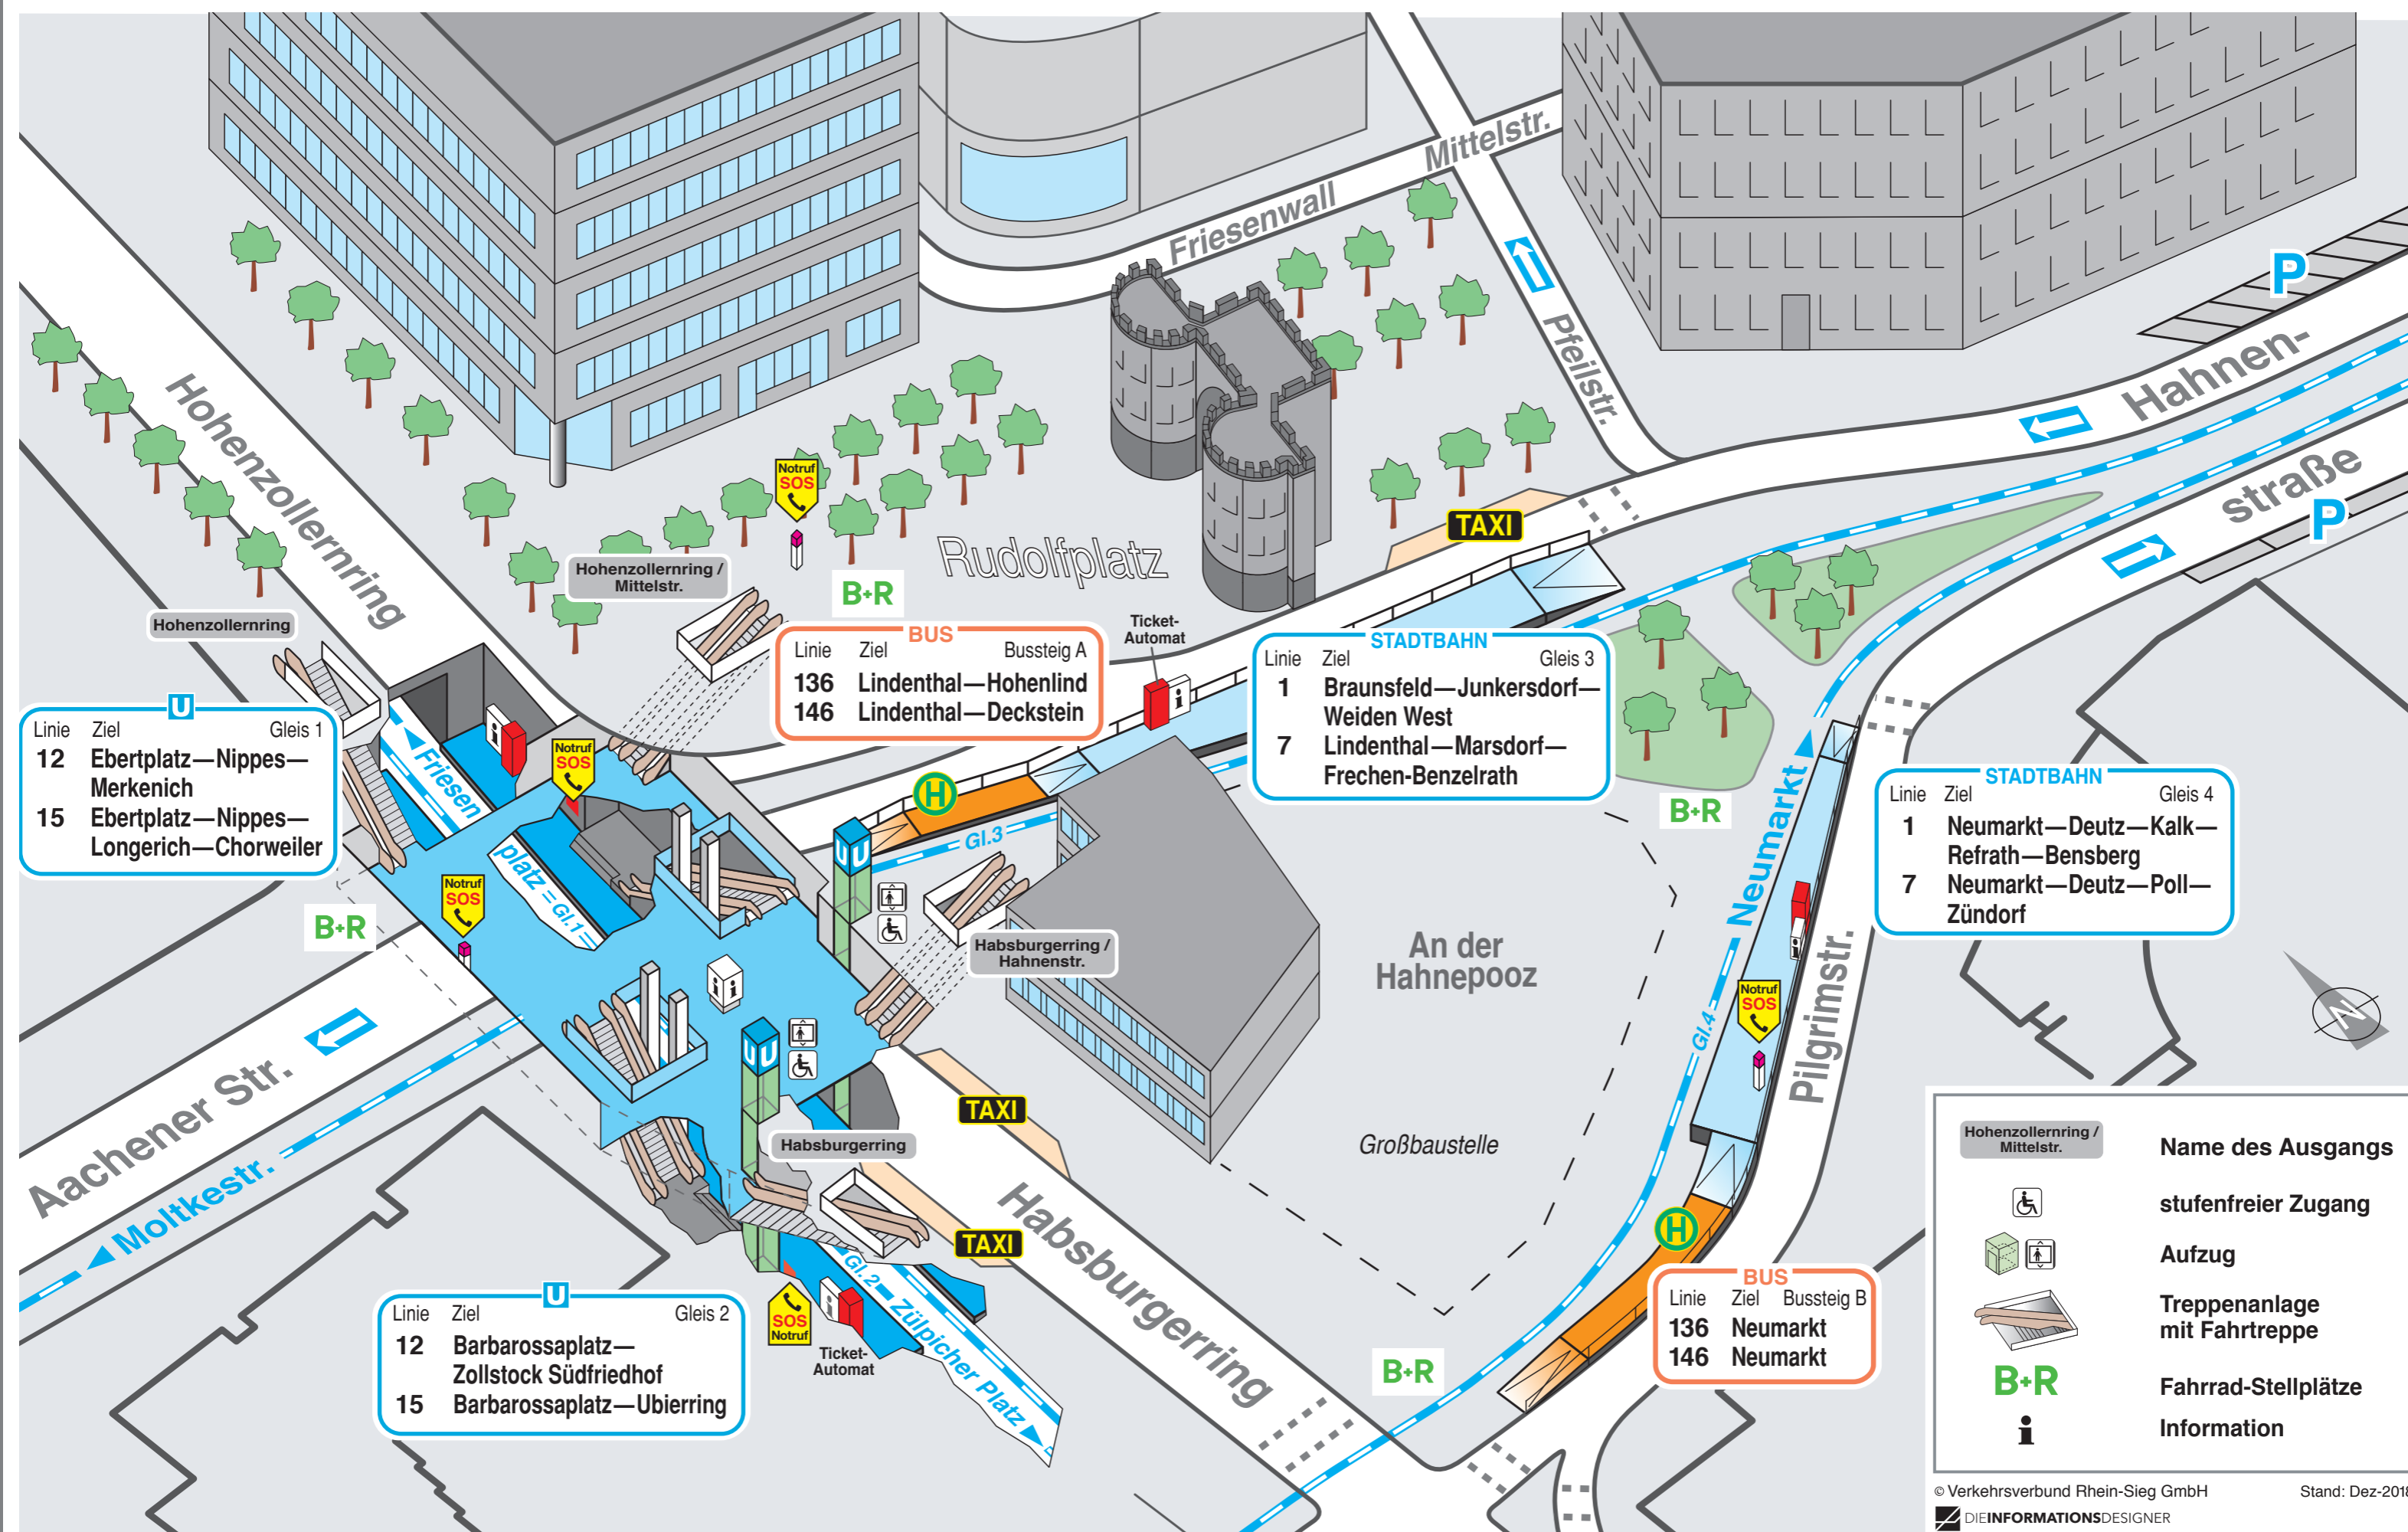 Mittelstr.
Friesenwall
Pfeilstr.
P
Hahnen-
straße
P
Hohenzollernring
Notruf
SOS
TAXI
Rudolfplatz
Hohenzollernring /
Mittelstr.
B+R
Hohenzollernring
Ticket-
Automat
BUS
Linie Ziel Bussteig A
136 Lindenthal—Hohenlind
146 Lindenthal—Deckstein
STADTBAHN
Linie Ziel Gleis 3
1 Braunsfeld—Junkersdorf—
Weiden West
7 Lindenthal—Marsdorf—
Frechen-Benzelrath
U
Linie Ziel Gleis 1
12 Ebertplatz—Nippes—
Merkenich
15 Ebertplatz—Nippes—
Longerich—Chorweiler
i
i
Friesen
platz = Gl.1
Notruf
SOS
H
Gl.3
UU
Notruf
SOS
B+R
Habsburgerring /
Hahnenstr.
An der
Hahnepooz
Großbaustelle
B+R
Neumarkt
Gl.4
STADTBAHN
Linie Ziel Gleis 4
1 Neumarkt—Deutz—Kalk—
Refrath—Bensberg
7 Neumarkt—Deutz—Poll—
Zündorf
i
Notruf
SOS
Pilgrimstr.
N
i i
UU
Aachener Str.
Moltkestr.
TAXI
Habsburgerring
TAXI
Habsburgerring
Gl.2
Zülpicher Platz
SOS
Notruf
i
Ticket-
Automat
U
Linie Ziel Gleis 2
12 Barbarossaplatz—
Zollstock Südfriedhof
15 Barbarossaplatz—Ubierring
B+R
H
BUS
Linie Ziel Bussteig B
136 Neumarkt
146 Neumarkt
Hohenzollernring /
Mittelstr.
Name des Ausgangs
stufenfreier Zugang
Aufzug
Treppenanlage
mit Fahrtreppe
B+R Fahrrad-Stellplätze
i Information
© Verkehrsverbund Rhein-Sieg GmbH Stand: Dez-2018
DIEINFORMATIONSDESIGNER